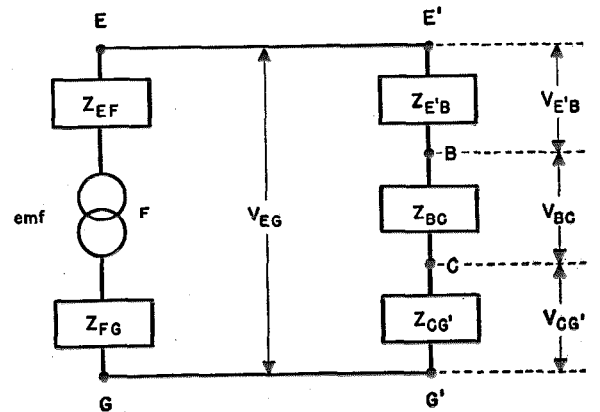 E
E'
Z_EF
emf
F
Z_FG
G
V_EG
Z_E'B
B
Z_BC
C
Z_CG'
G'
V_E'B
V_BC
V_CG'